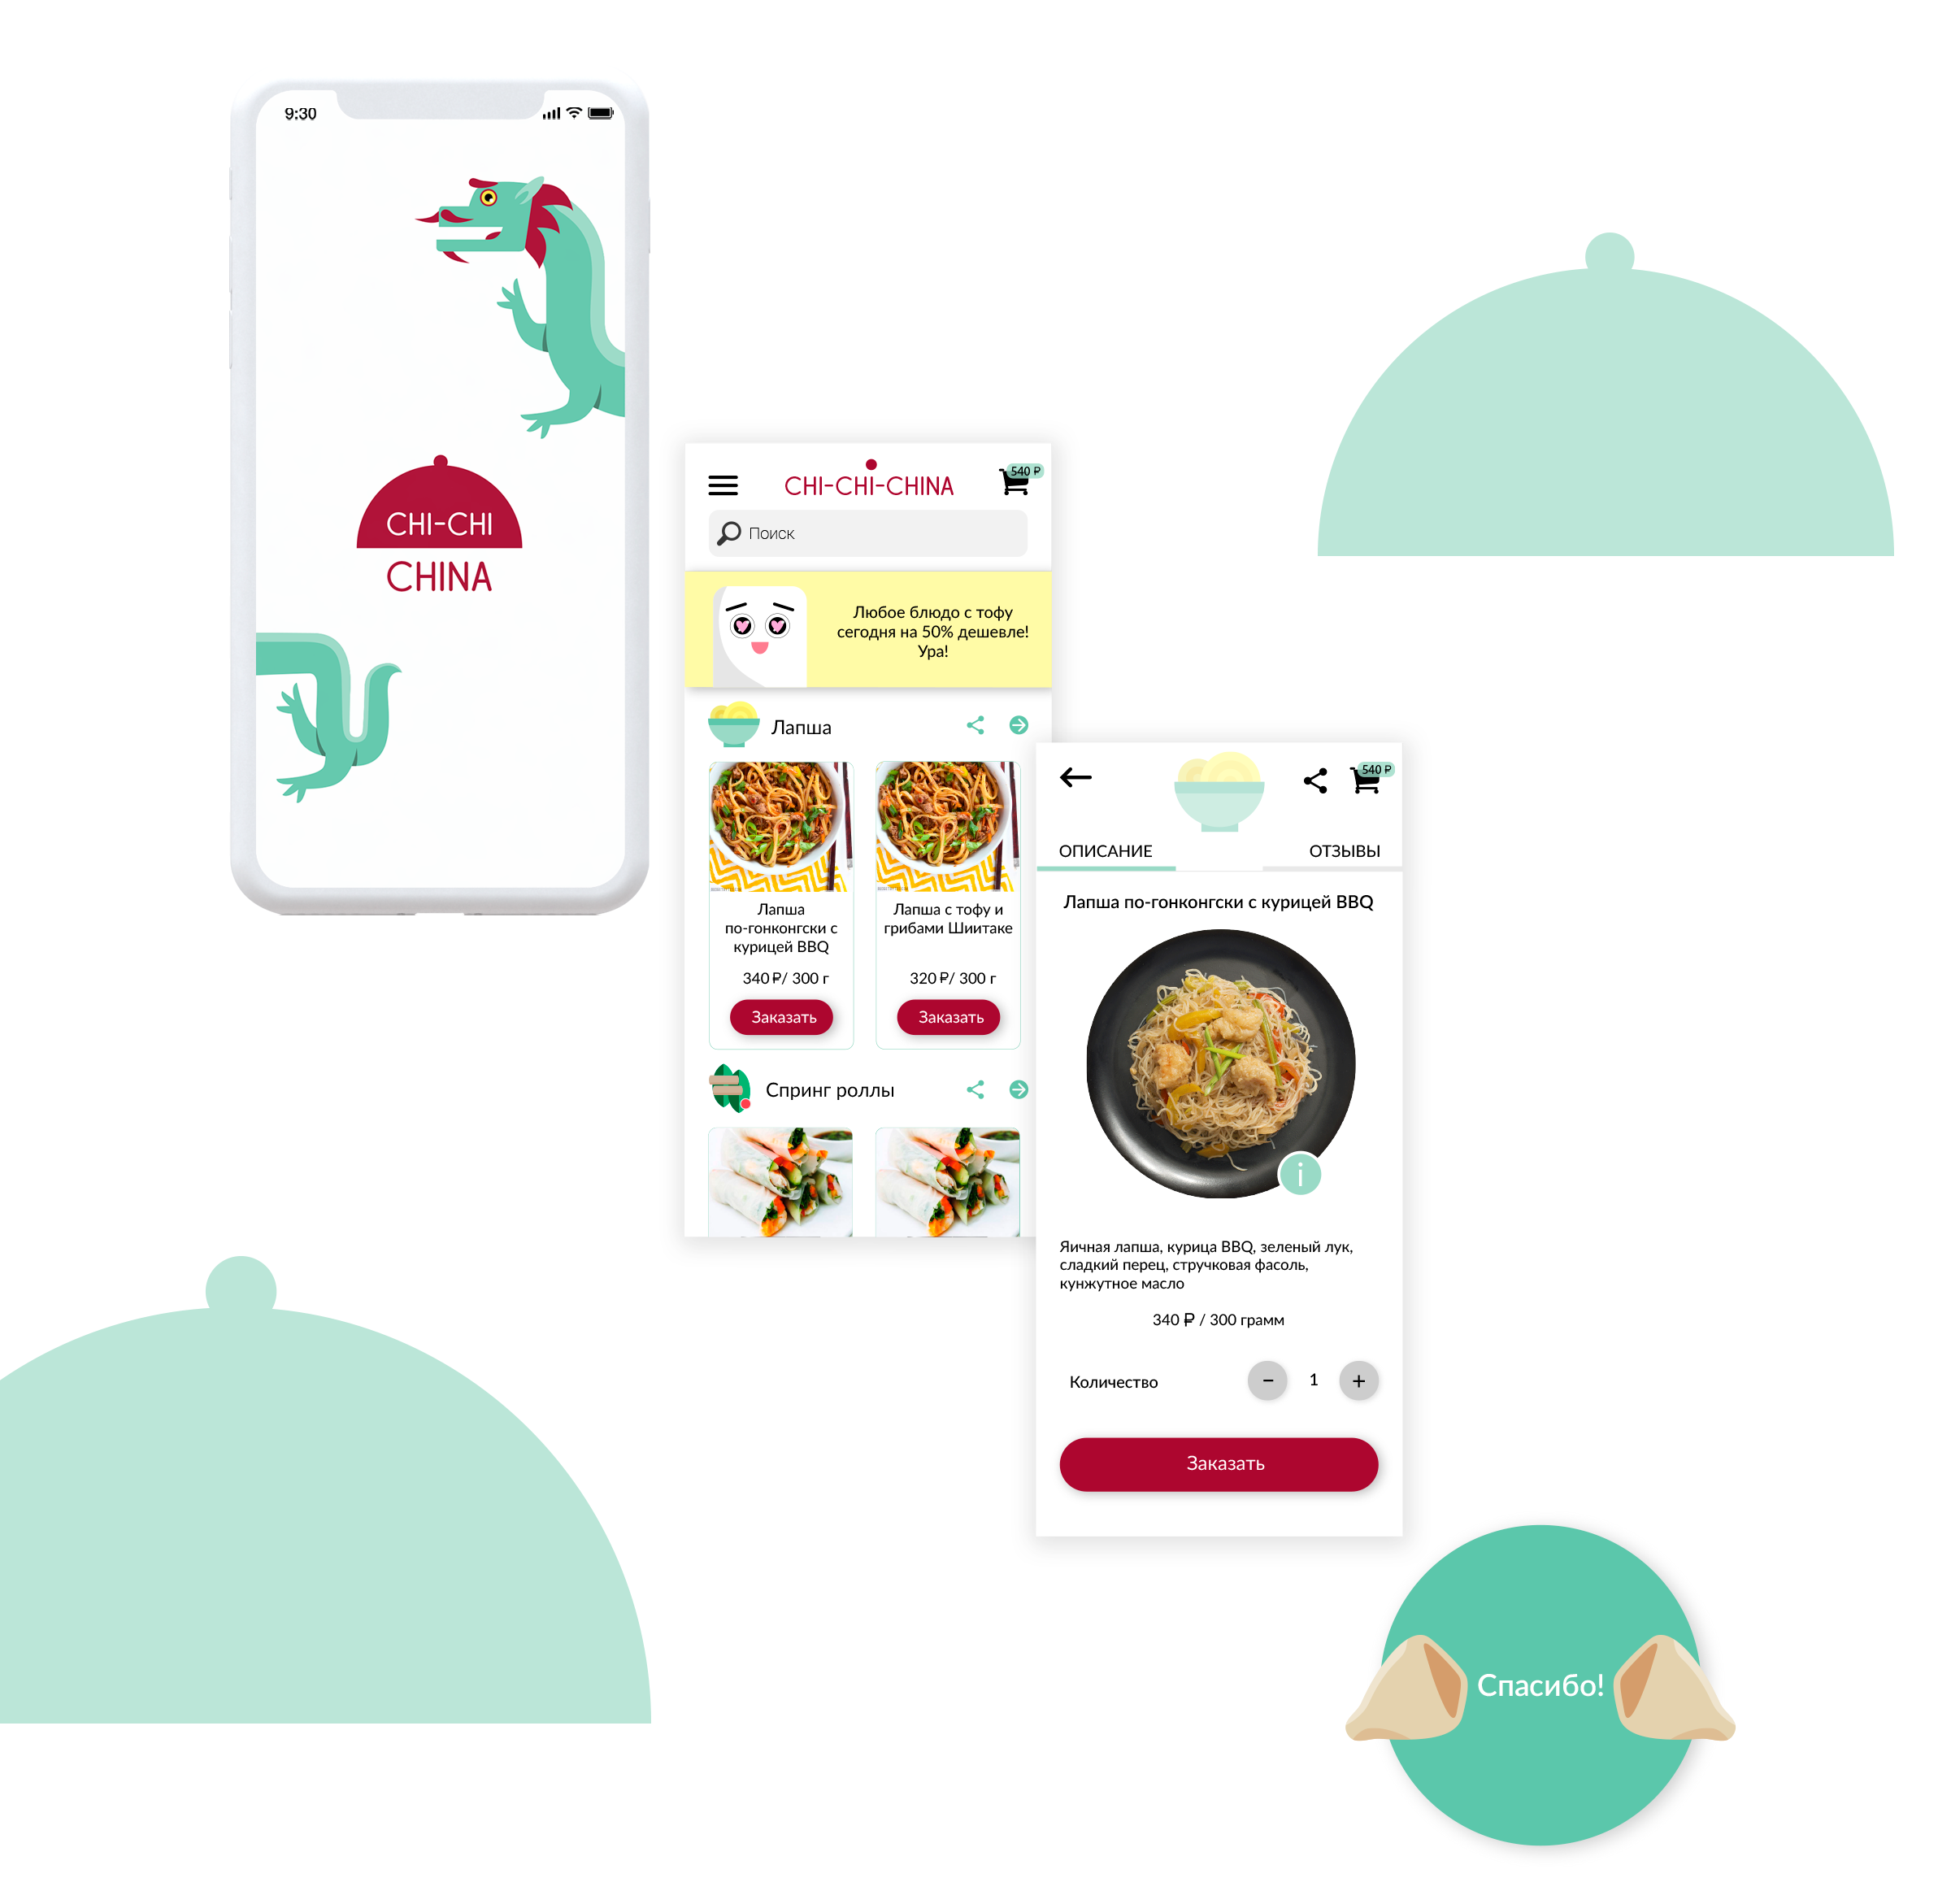 9:30
CHI-CHI
CHINA
CHI-CHI-CHINA
540 ₽
Поиск
Любое блюдо с тофу
сегодня на 50% дешевле!
Ура!
Лапша
Лапша
по-гонконгски с
курицей BBQ
340 ₽/ 300 г
Заказать
Лапша с тофу и
грибами Шиитаке
320 ₽/ 300 г
Заказать
Спринг роллы
540 ₽
ОПИСАНИЕ
ОТЗЫВЫ
Лапша по-гонконгски с курицей BBQ
i
Яичная лапша, курица BBQ, зеленый лук,
сладкий перец, стручковая фасоль,
кунжутное масло
340 ₽ / 300 грамм
Количество
− 1 +
Заказать
Спасибо!